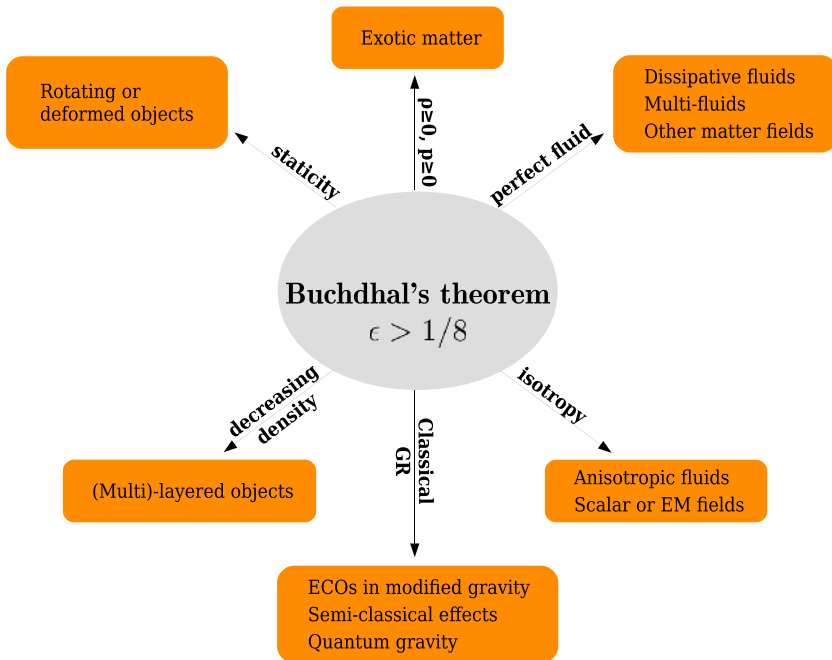 Exotic matter
Rotating or
deformed objects
Dissipative fluids
Multi-fluids
Other matter fields
staticity
ρ≥0, p≥0
perfect fluid
Buchdhal's theorem
ϵ > 1/8
decreasing
density
Classical
GR
isotropy
(Multi)-layered objects
Anisotropic fluids
Scalar or EM fields
ECOs in modified gravity
Semi-classical effects
Quantum gravity